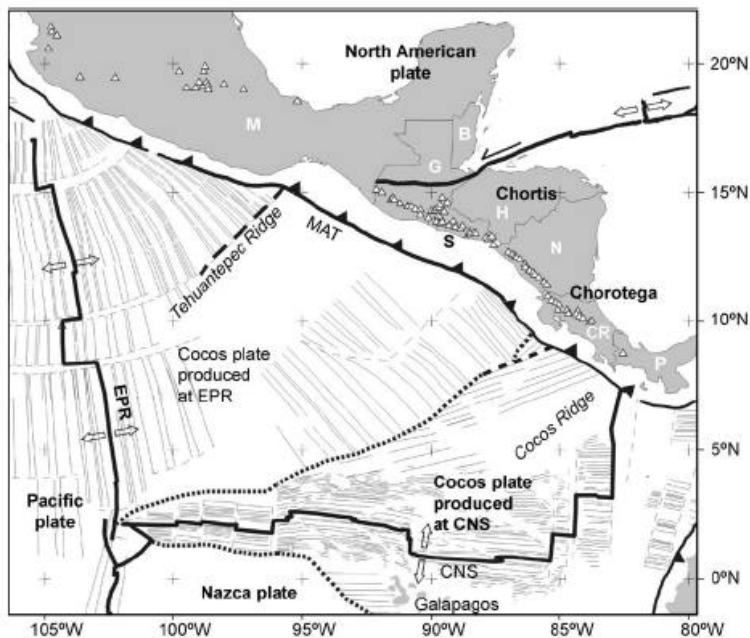 North American
plate
20ºN
M
B
G
15ºN
Chortis
H
MAT
S
N
Tehuantepec Ridge
Chorotega
10ºN
CR
P
Cocos plate
produced
at EPR
EPR
Cocos Ridge
5ºN
Pacific
plate
Cocos plate
produced
at CNS
CNS
Nazca plate
0ºN
Galápagos
105ºW
100ºW
95ºW
90ºW
85ºW
80ºW